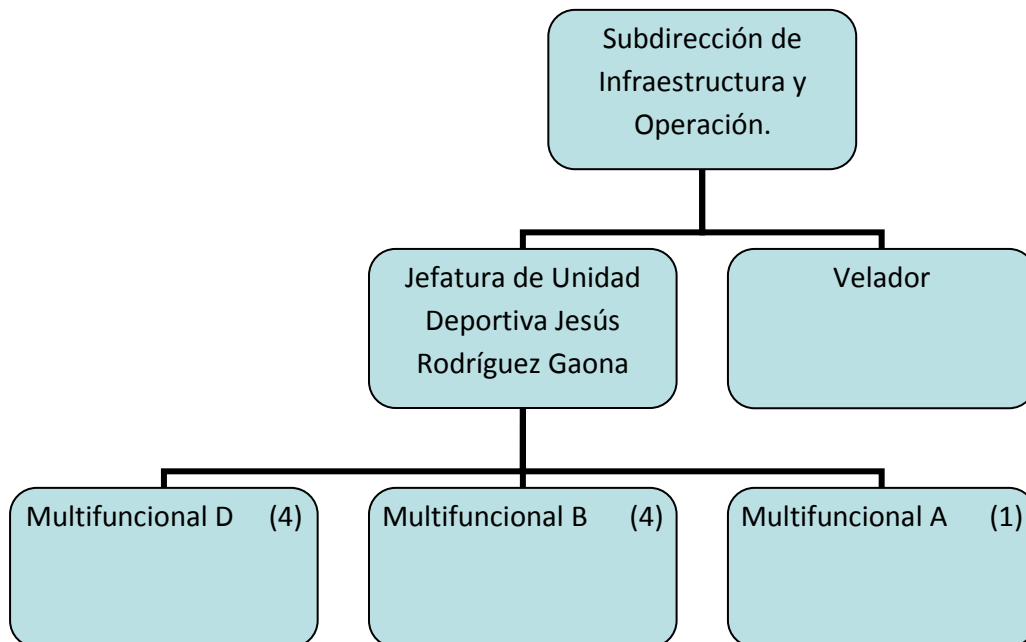 Subdirección de
Infraestructura y
Operación.
Jefatura de Unidad
Deportiva Jesús
Rodríguez Gaona
Velador
Multifuncional D (4)
Multifuncional B (4)
Multifuncional A (1)